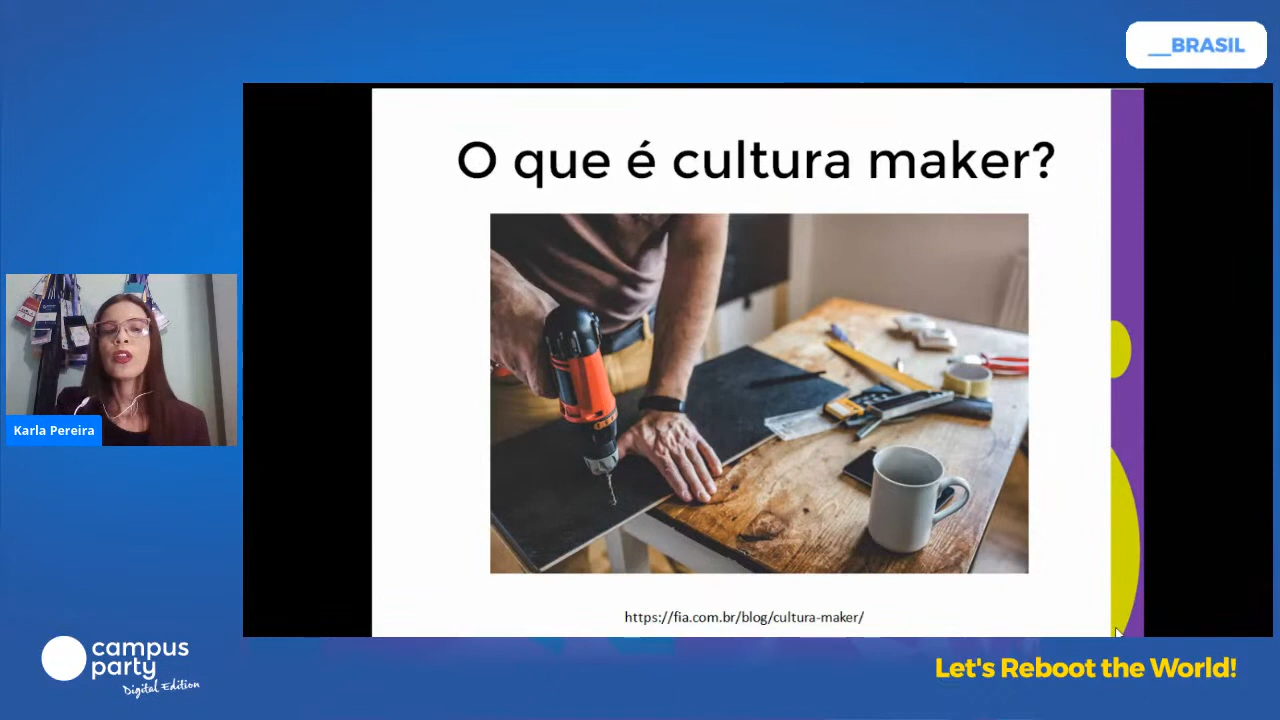 __BRASIL
O que é cultura maker?
Karla Pereira
https://fia.com.br/blog/cultura-maker/
campus
party
Digital Edition
Let's Reboot the World!